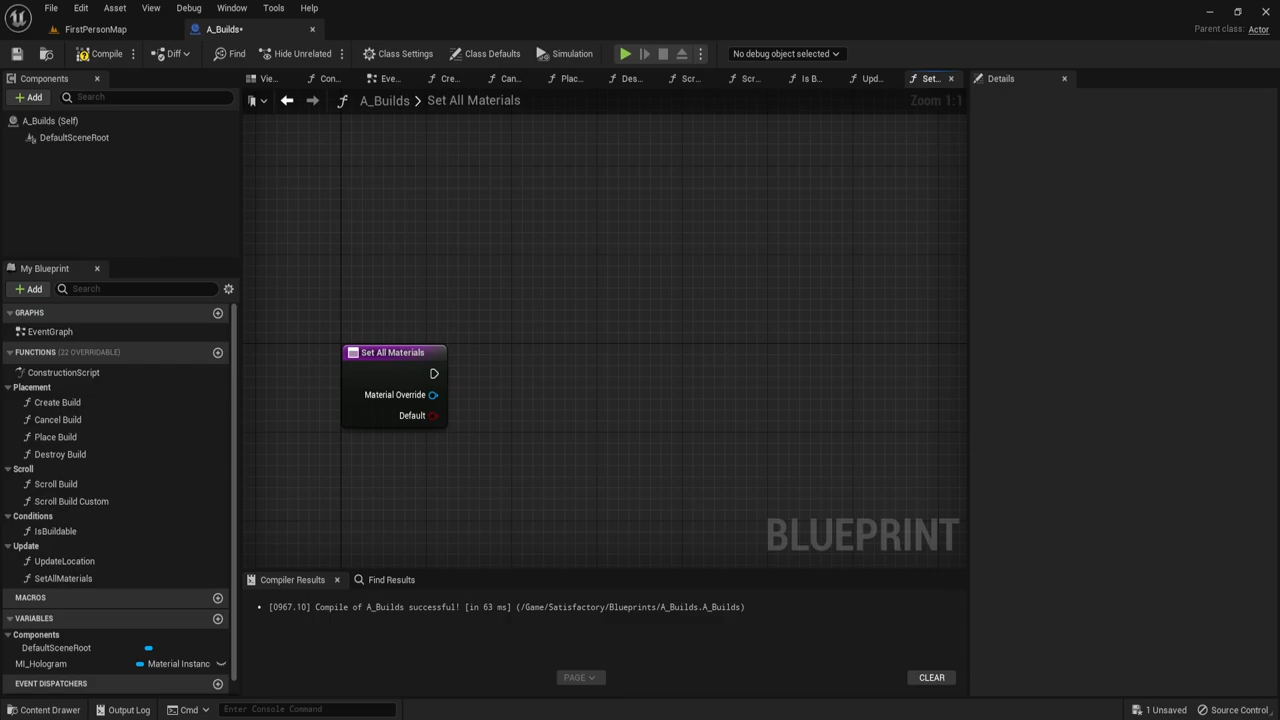 File Edit Asset View Debug Window Tools Help
FirstPersonMap
A_Builds•
Parent class: Actor
Compile
Diff
Find
Hide Unrelated
Class Settings
Class Defaults
Simulation
No debug object selected
Components
Add
Search
A_Builds (Self)
DefaultSceneRoot
Vie...
Con...
Eve...
Cre...
Can...
Plac...
Des...
Scr...
Scr...
Is B...
Upd...
Set...
Details
A_Builds > Set All Materials
Zoom 1:1
My Blueprint
Add
Search
GRAPHS
EventGraph
FUNCTIONS (22 OVERRIDABLE)
ConstructionScript
Placement
Create Build
Cancel Build
Place Build
Destroy Build
Scroll
Scroll Build
Scroll Build Custom
Conditions
IsBuildable
Update
UpdateLocation
SetAllMaterials
MACROS
VARIABLES
Components
DefaultSceneRoot
MI_Hologram
Material Instanc
EVENT DISPATCHERS
Set All Materials
Material Override
Default
BLUEPRINT
Compiler Results
Find Results
• [0967.10] Compile of A_Builds successful! [in 63 ms] (/Game/Satisfactory/Blueprints/A_Builds.A_Builds)
PAGE
CLEAR
Content Drawer
Output Log
Cmd
Enter Console Command
1 Unsaved
Source Control